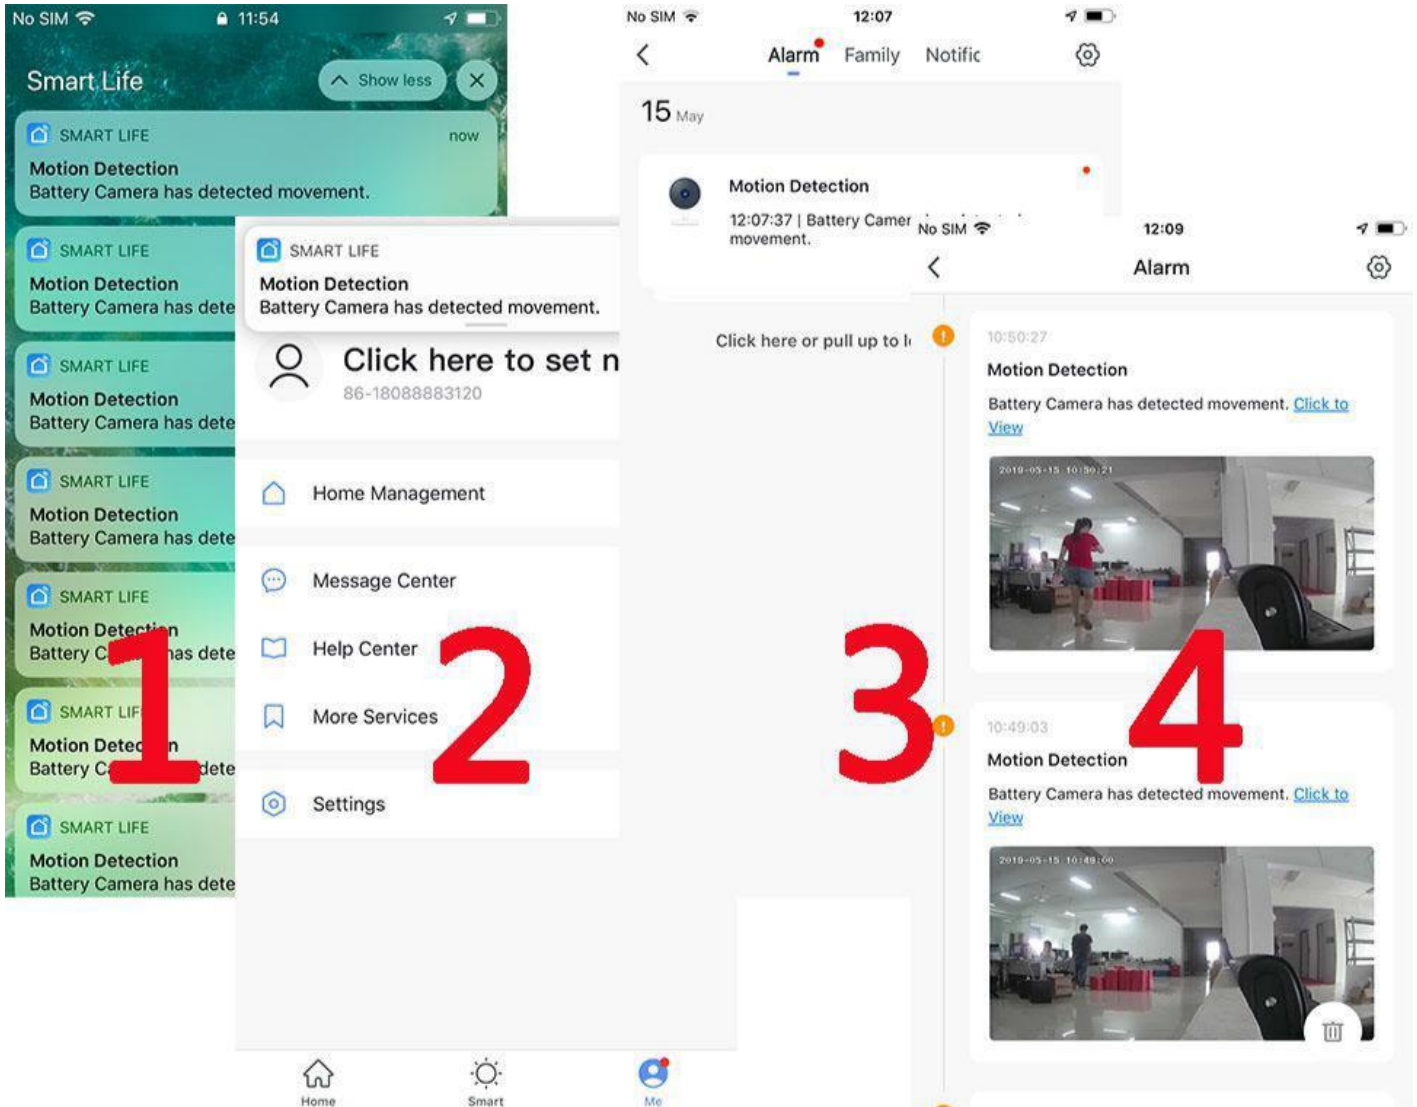 No SIM
11:54
Smart Life
Show less
SMART LIFE
now
Motion Detection
Battery Camera has detected movement.
SMART LIFE
Motion Detection
Battery Camera has dete
SMART LIFE
Motion Detection
Battery Camera has dete
SMART LIFE
Motion Detection
Battery Camera has dete
SMART LIFE
Motion Detection
Battery C has dete
SMART LIF
Motion Detec n
Battery C dete
SMART LIFE
Motion Detection
Battery Camera has dete
1
SMART LIFE
Motion Detection
Battery Camera has detected movement.
Click here to set n
86-18088883120
Home Management
Message Center
Help Center
More Services
Settings
Home
Smart
Me
2
No SIM
12:07
Alarm
Family
Notific
15 May
Motion Detection
12:07:37 | Battery Camer
movement.
Click here or pull up to l
3
No SIM
12:09
Alarm
10:50:27
Motion Detection
Battery Camera has detected movement. Click to
View
2019-05-15 10:50:21
10:49:03
Motion Detection
Battery Camera has detected movement. Click to
View
2019-05-15 10:49:00
4